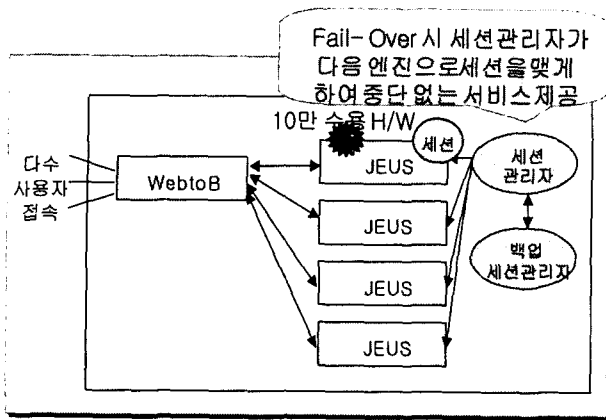 Fail-Over 시 세션관리자가
다음 엔진으로세션을맺게
하여중단 없는 서비스제공
10만 수용 H/W
세션
JEUS
세션
관리자
다수
사용자
접속
WebtoB
JEUS
백업
세션관리자
JEUS
JEUS